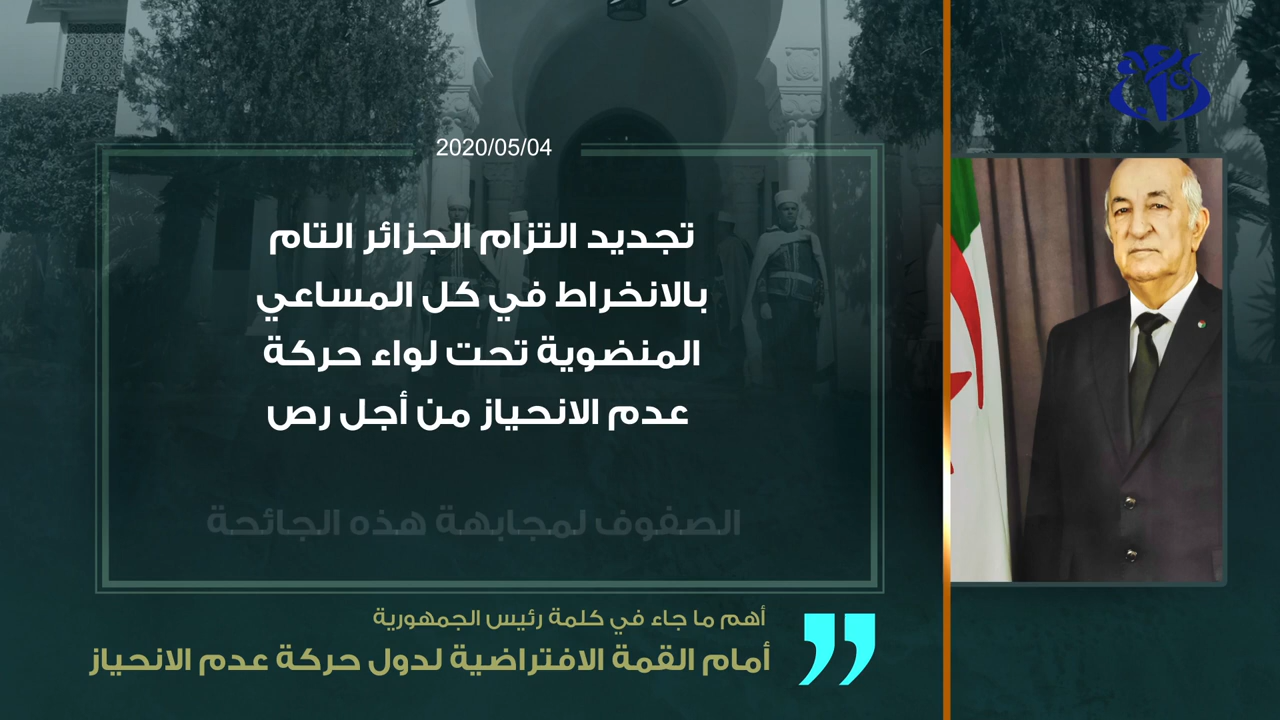 2020/05/04
تجديد التزام الجزائر التام
بالانخراط في كل المساعي
المنضوية تحت لواء حركة
عدم الانحياز من أجل رص
الصفوف لمجابهة هذه الجائحة
أهم ما جاء في كلمة رئيس الجمهورية
أمام القمة الافتراضية لدول حركة عدم الانحياز